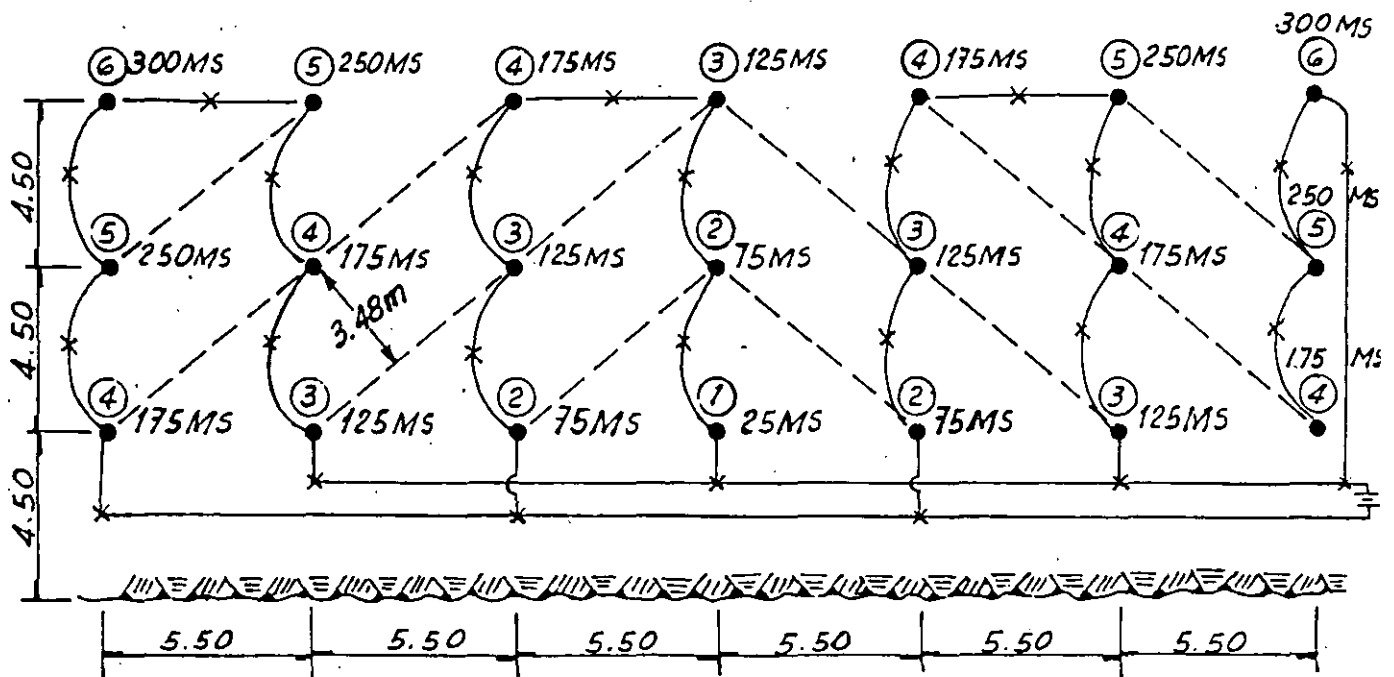 300 MS
⑥ 300MS ⑤ 250MS ④ 175MS ③ 125MS ④ 175MS ⑤ 250MS ⑥
4.50
250 MS
⑤ 250MS ④ 175MS ③ 125MS ② 75MS ③ 125MS ④ 175MS ⑤
4.50
3.48m
1.75 MS
④ 175MS ③ 125MS ② 75MS ① 25MS ② 75MS ③ 125MS ④
4.50
5.50 5.50 5.50 5.50 5.50 5.50